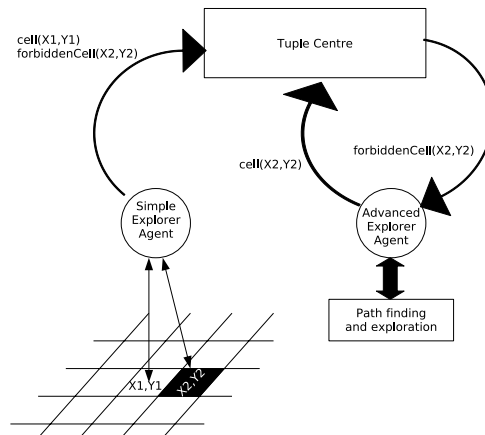 cell(X1,Y1)
forbiddenCell(X2,Y2)
Tuple Centre
cell(X2,Y2)
forbiddenCell(X2,Y2)
Simple
Explorer
Agent
Advanced
Explorer
Agent
Path finding
and exploration
X1,Y1
X2,Y2